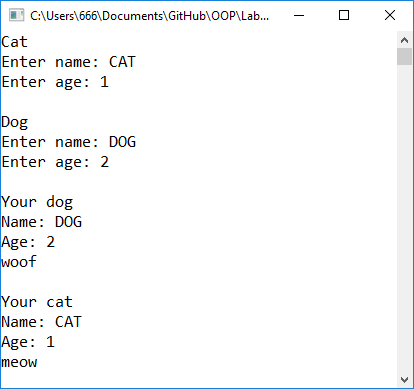 C:\Users\666\Documents\GitHub\OOP\Lab...
Cat
Enter name: CAT
Enter age: 1
Dog
Enter name: DOG
Enter age: 2
Your dog
Name: DOG
Age: 2
woof
Your cat
Name: CAT
Age: 1
meow